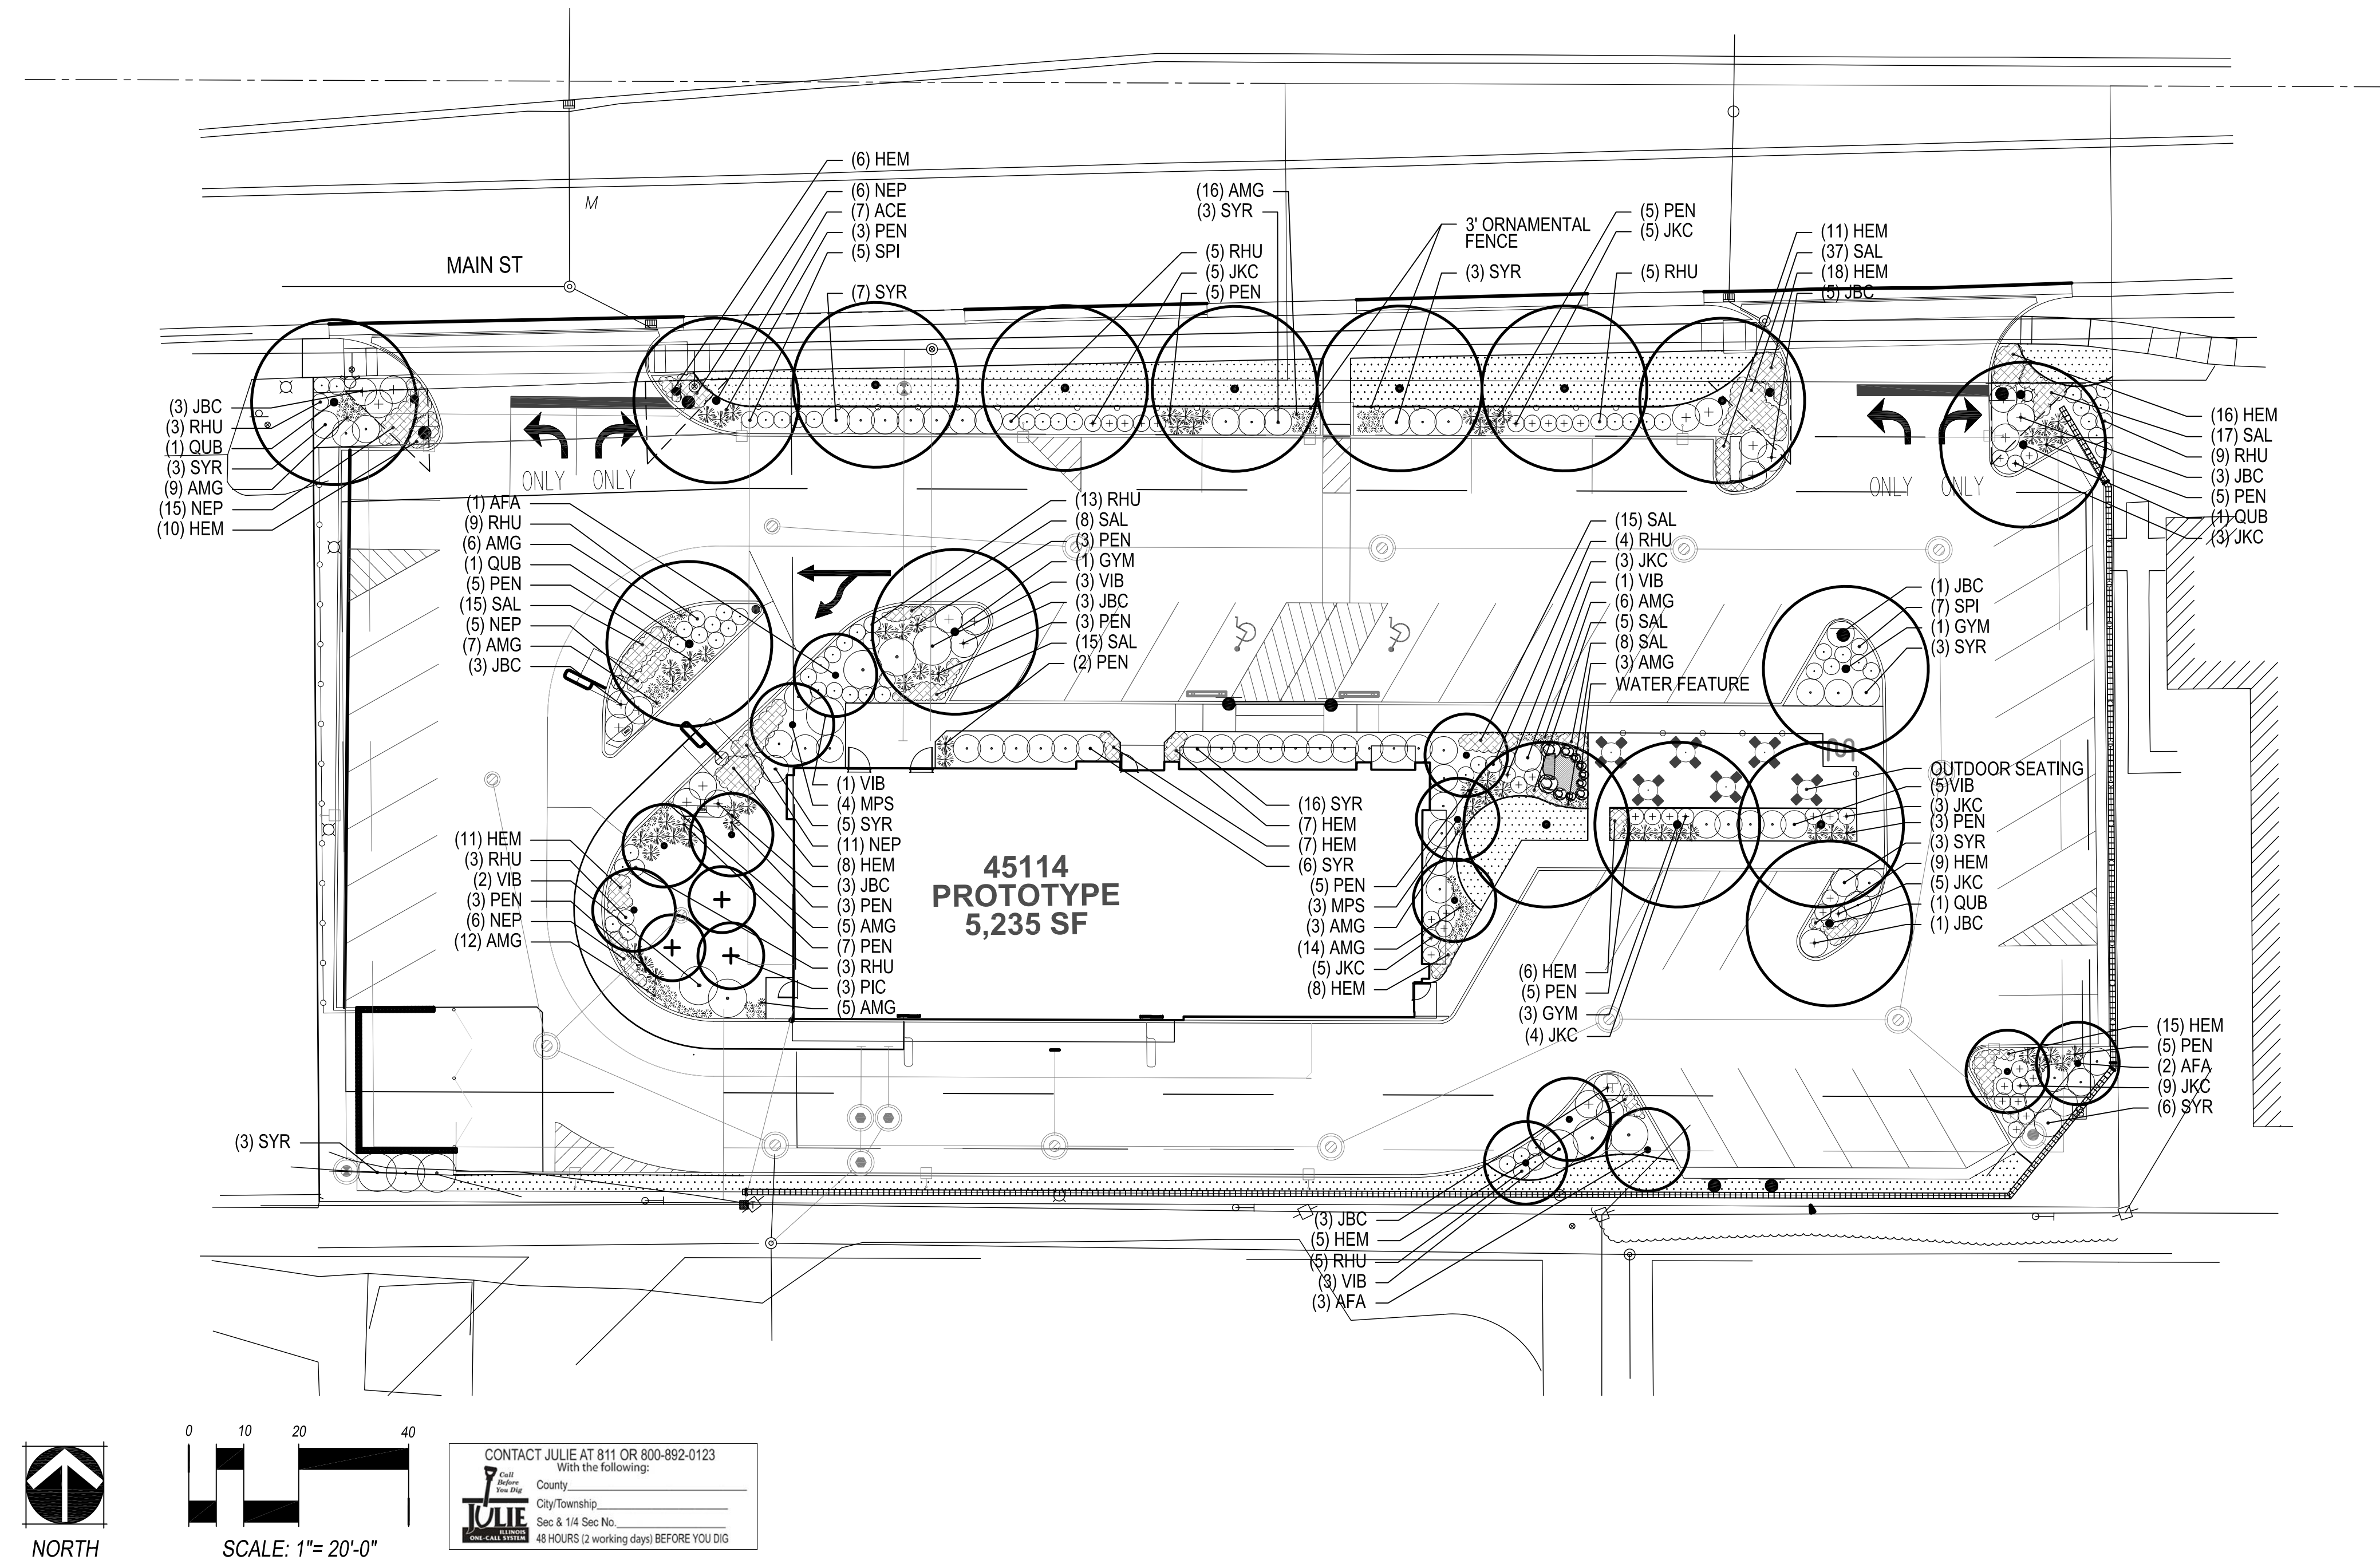 (6) HEM
(6) NEP
(7) ACE
(3) PEN
(5) SPI
(7) SYR
M
MAIN ST
(16) AMG
(3) SYR
(5) RHU
(5) JKC
(5) PEN
3' ORNAMENTAL
FENCE
(3) SYR
(5) PEN
(5) JKC
(5) RHU
(11) HEM
(37) SAL
(18) HEM
(5) JBC
(3) JBC
(3) RHU
(1) QUB
(3) SYR
(9) AMG
(15) NEP
(10) HEM
ONLY
ONLY
ONLY
ONLY
(16) HEM
(17) SAL
(9) RHU
(3) JBC
(5) PEN
(1) QUB
(3) JKC
(1) AFA
(9) RHU
(6) AMG
(1) QUB
(5) PEN
(15) SAL
(5) NEP
(7) AMG
(3) JBC
(13) RHU
(8) SAL
(3) PEN
(1) GYM
(3) VIB
(3) JBC
(3) PEN
(15) SAL
(2) PEN
(15) SAL
(4) RHU
(3) JKC
(1) VIB
(6) AMG
(5) SAL
(8) SAL
(3) AMG
WATER FEATURE
(1) JBC
(7) SPI
(1) GYM
(3) SYR
OUTDOOR SEATING
(5)VIB
(3) JKC
(3) PEN
(3) SYR
(9) HEM
(5) JKC
(1) QUB
(1) JBC
(1) VIB
(4) MPS
(5) SYR
(11) NEP
(8) HEM
(3) JBC
(3) PEN
(5) AMG
(7) PEN
(3) RHU
(3) PIC
(5) AMG
(11) HEM
(3) RHU
(2) VIB
(3) PEN
(6) NEP
(12) AMG
45114
PROTOTYPE
5,235 SF
(16) SYR
(7) HEM
(7) HEM
(6) SYR
(5) PEN
(3) MPS
(3) AMG
(14) AMG
(5) JKC
(8) HEM
(6) HEM
(5) PEN
(3) GYM
(4) JKC
(15) HEM
(5) PEN
(2) AFA
(9) JKC
(6) SYR
(3) SYR
(3) JBC
(5) HEM
(5) RHU
(3) VIB
(3) AFA
NORTH
0 10 20 40
SCALE: 1"= 20'-0"
CONTACT JULIE AT 811 OR 800-892-0123
With the following:
Call
Before
You Dig
County
City/Township
Sec & 1/4 Sec No.
JULIE
ILLINOIS
ONE-CALL SYSTEM
48 HOURS (2 working days) BEFORE YOU DIG